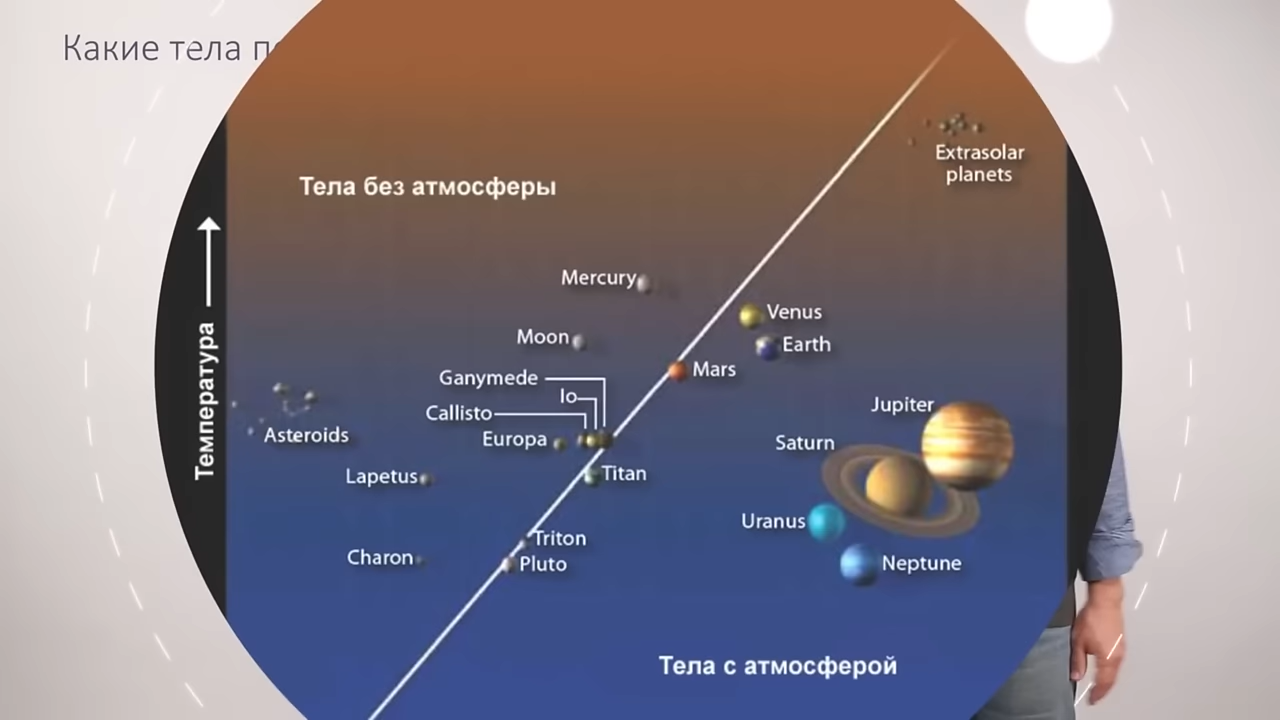 Какие тела
Тела без атмосферы
Extrasolar
planets
Mercury
Venus
Moon
Earth
Mars
Ganymede
Io
Callisto
Europa
Jupiter
Saturn
Asteroids
Температура
Lapetus
Titan
Uranus
Triton
Charon
Pluto
Neptune
Тела с атмосферой